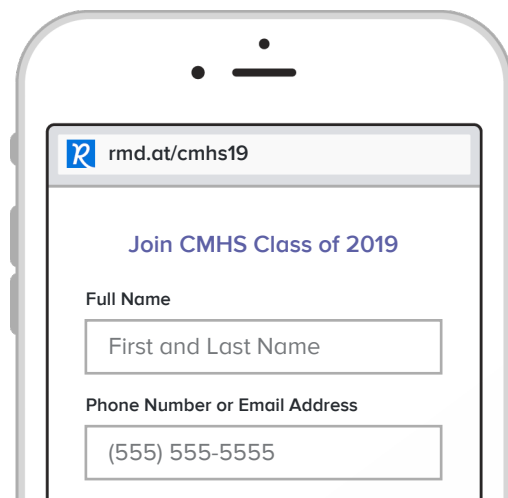 rmd.at/cmhs19
Join CMHS Class of 2019
Full Name
First and Last Name
Phone Number or Email Address
(555) 555-5555